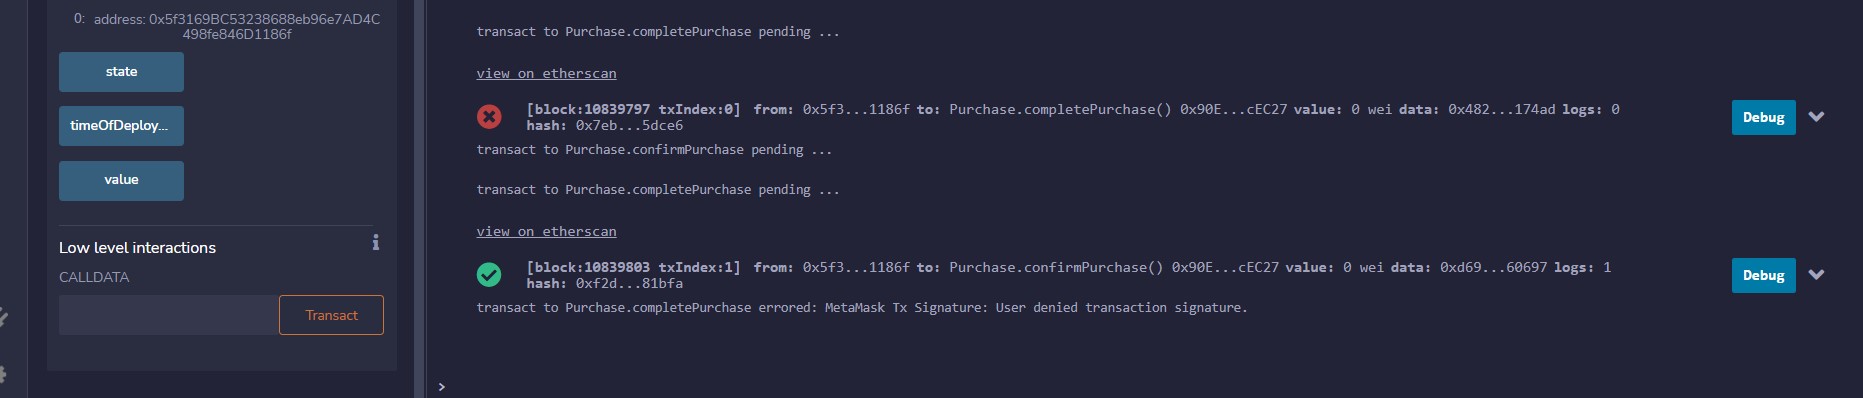 0: address: 0x5f3169BC53238688eb96e7AD4C
498fe846D1186f
state
timeOfDeploy...
value
Low level interactions
CALLDATA
Transact
transact to Purchase.completePurchase pending ...
view on etherscan
[block:10839797 txIndex:0] from: 0x5f3...1186f to: Purchase.completePurchase() 0x90E...cEC27 value: 0 wei data: 0x482...174ad logs: 0
hash: 0x7eb...5dce6
Debug
transact to Purchase.confirmPurchase pending ...
transact to Purchase.completePurchase pending ...
view on etherscan
[block:10839803 txIndex:1] from: 0x5f3...1186f to: Purchase.confirmPurchase() 0x90E...cEC27 value: 0 wei data: 0xd69...60697 logs: 1
hash: 0xf2d...81bfa
Debug
transact to Purchase.completePurchase errored: MetaMask Tx Signature: User denied transaction signature.
>